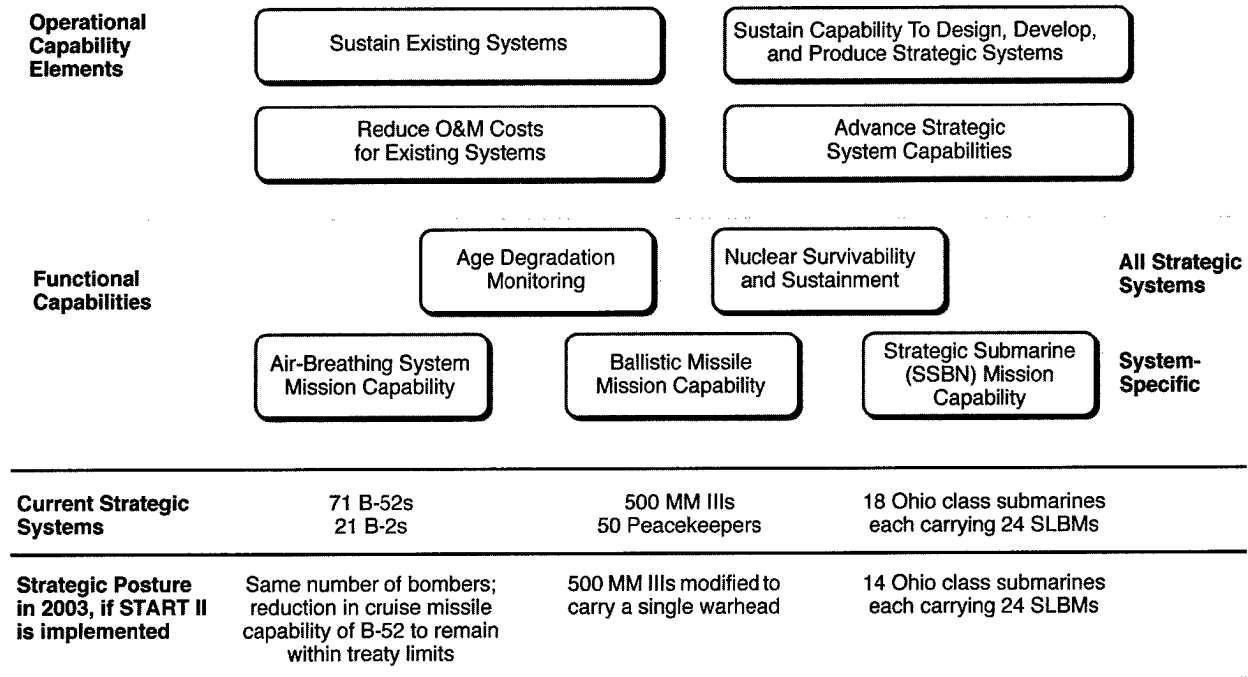 Operational
Capability
Elements
Sustain Existing Systems
Sustain Capability To Design, Develop,
and Produce Strategic Systems
Reduce O&M Costs
for Existing Systems
Advance Strategic
System Capabilities
Functional
Capabilities
Age Degradation
Monitoring
Nuclear Survivability
and Sustainment
All Strategic
Systems
Air-Breathing System
Mission Capability
Ballistic Missile
Mission Capability
Strategic Submarine
(SSBN) Mission
Capability
System-
Specific
Current Strategic
Systems
71 B-52s
21 B-2s
500 MM IIIs
50 Peacekeepers
18 Ohio class submarines
each carrying 24 SLBMs
Strategic Posture
in 2003, if START II
is implemented
Same number of bombers;
reduction in cruise missile
capability of B-52 to remain
within treaty limits
500 MM IIIs modified to
carry a single warhead
14 Ohio class submarines
each carrying 24 SLBMs